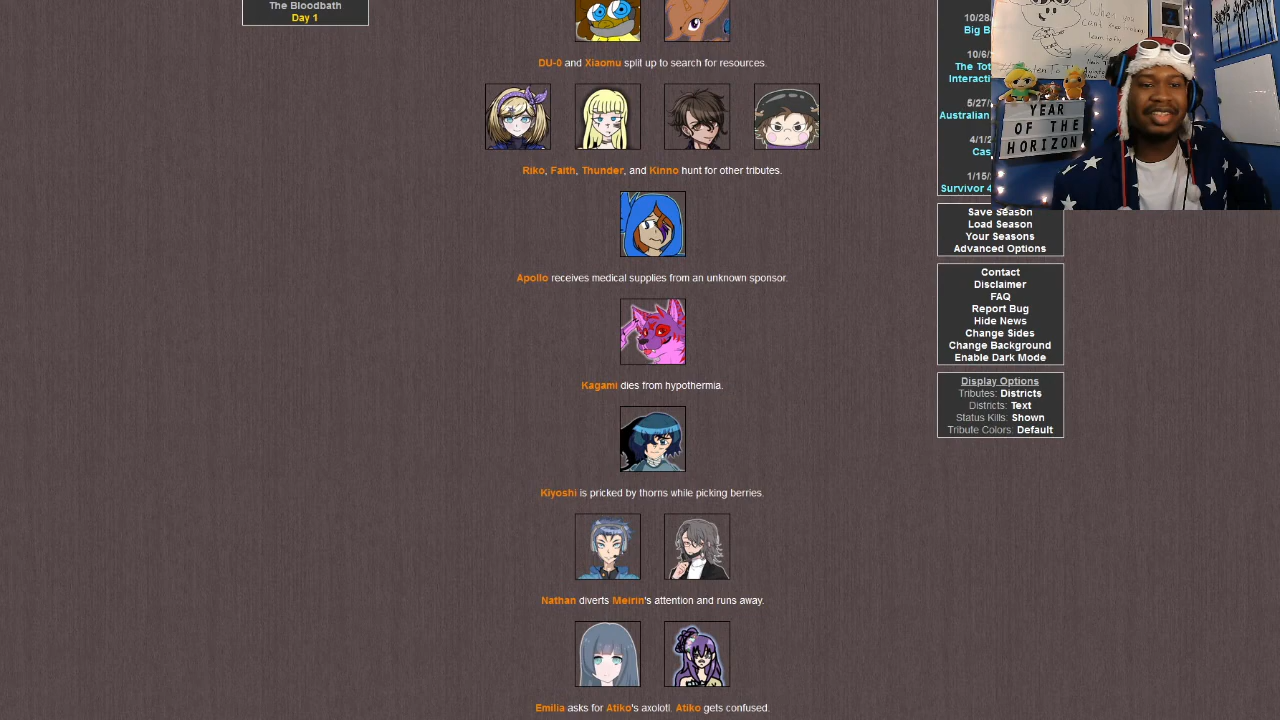 The Bloodbath
Day 1
DU-0 and Xiaomu split up to search for resources.
Riko, Faith, Thunder, and Kinno hunt for other tributes.
Apollo receives medical supplies from an unknown sponsor.
Kagami dies from hypothermia.
Kiyoshi is pricked by thorns while picking berries.
Nathan diverts Meirin's attention and runs away.
Emilia asks for Atiko's axolotl. Atiko gets confused.
10/28/
Big B
10/6/2
The Tot
Interacti
5/27/
Australian
4/1/2
Cas
1/15/
Survivor 4
YEAR
OF THE
HORIZON
When you
Save Season
Load Season
Your Seasons
Advanced Options
Contact
Disclaimer
FAQ
Report Bug
Hide News
Change Sides
Change Background
Enable Dark Mode
Display Options
Tributes: Districts
Districts: Text
Status Kills: Shown
Tribute Colors: Default